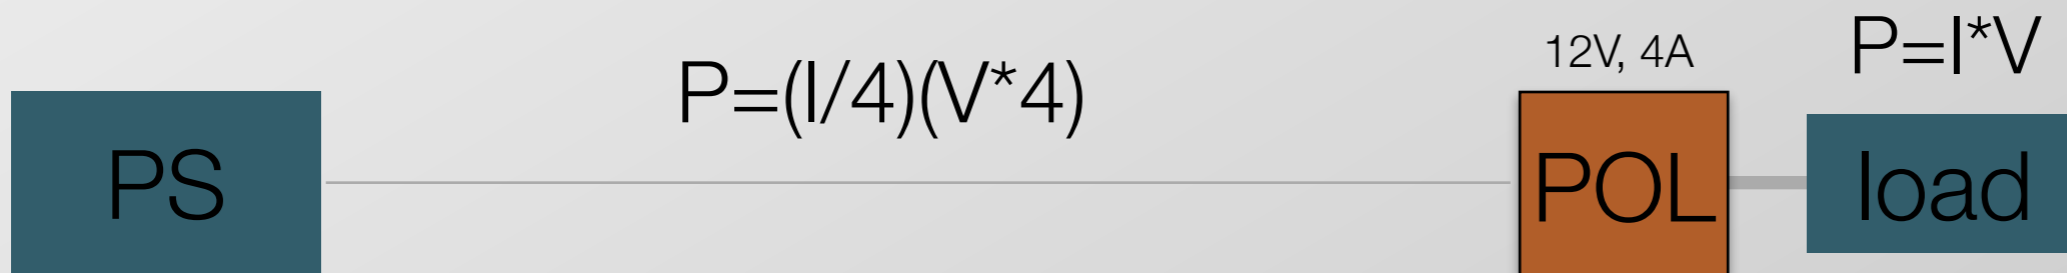 P=(I/4)(V*4)
12V, 4A
P=I*V
PS
POL
load